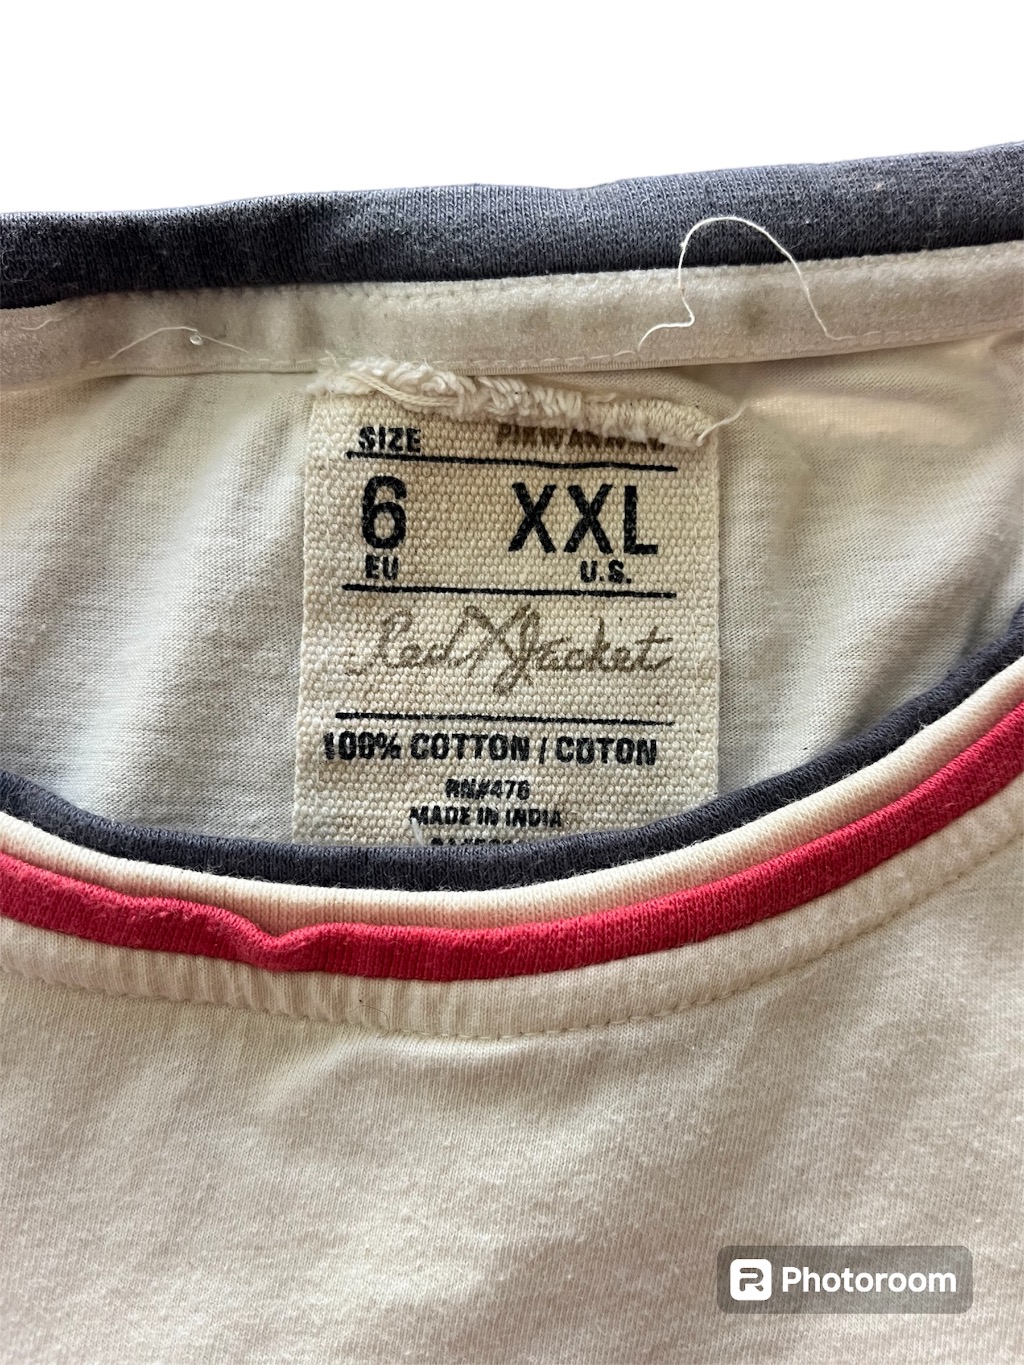 SIZE
6 XXL
EU U.S.
Red Jacket
100% COTTON / COTON
RN#476
MADE IN INDIA
Photoroom